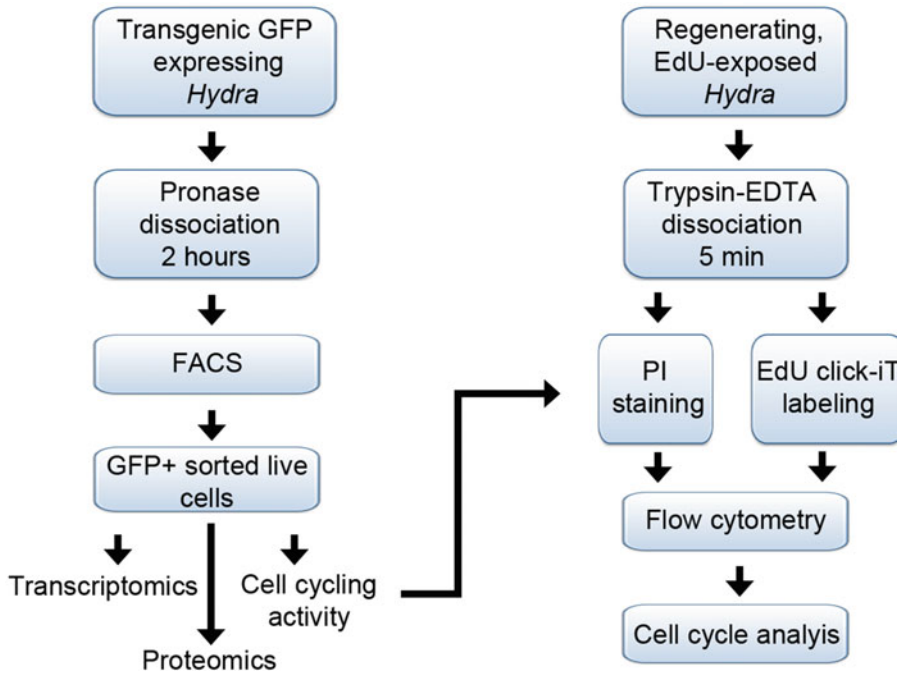 Transgenic GFP
expressing
Hydra
Pronase
dissociation
2 hours
FACS
GFP+ sorted live
cells
Transcriptomics
Cell cycling
activity
Proteomics
Regenerating,
EdU-exposed
Hydra
Trypsin-EDTA
dissociation
5 min
PI
staining
EdU click-iT
labeling
Flow cytometry
Cell cycle analyis